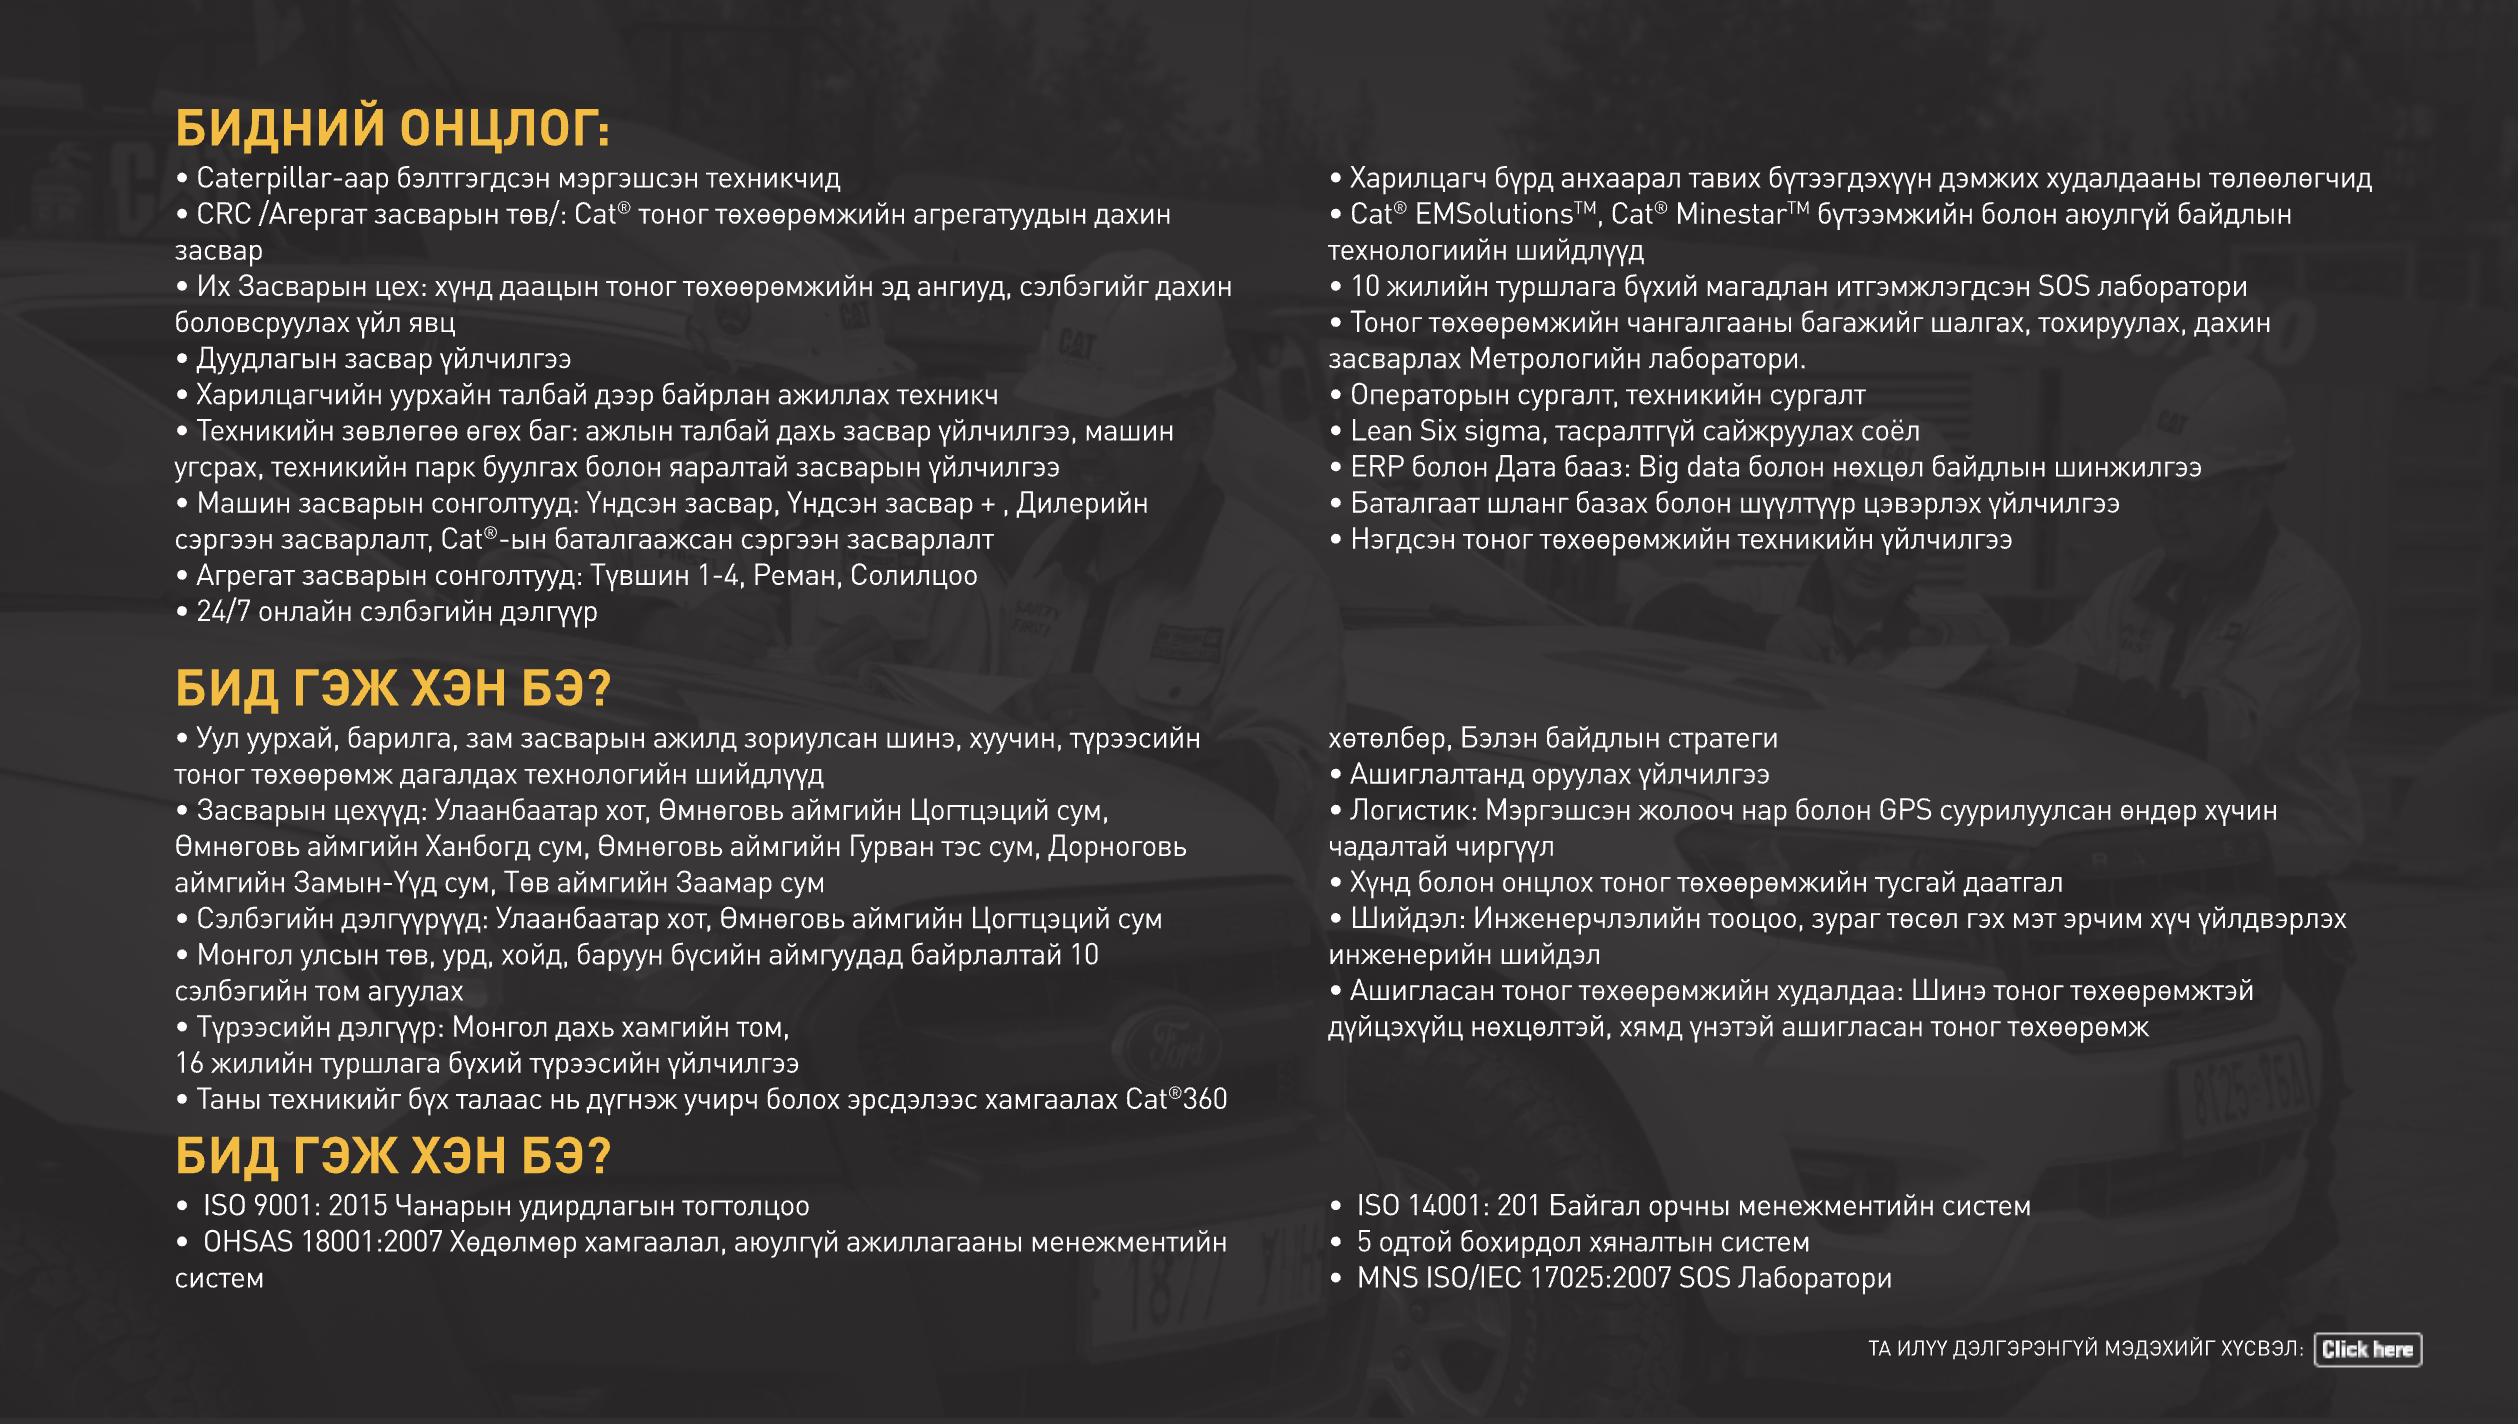 БИДНИЙ ОНЦЛОГ:
• Caterpillar-аар бэлтгэгдсэн мэргэшсэн техникчид
• CRC /Агергат засварын төв/: Cat® тоног төхөөрөмжийн агрегатуудын дахин
засвар
• Их Засварын цех: хүнд даацын тоног төхөөрөмжийн эд ангиуд, сэлбэгийг дахин
боловсруулах үйл явц
• Дуудлагын засвар үйлчилгээ
• Харилцагчийн уурхайн талбай дээр байрлан ажиллах техникч
• Техникийн зөвлөгөө өгөх баг: ажлын талбай дахь засвар үйлчилгээ, машин
угсрах, техникийн парк буулгах болон яаралтай засварын үйлчилгээ
• Машин засварын сонголтууд: Үндсэн засвар, Үндсэн засвар + , Дилерийн
сэргээн засварлалт, Cat®-ын баталгаажсан сэргээн засварлалт
• Агрегат засварын сонголтууд: Түвшин 1-4, Реман, Солилцоо
• 24/7 онлайн сэлбэгийн дэлгүүр
• Харилцагч бүрд анхаарал тавих бүтээгдэхүүн дэмжих худалдааны төлөөлөгчид
• Cat® EMSolutions™, Cat® Minestar™ бүтээмжийн болон аюулгүй байдлын
технологиийн шийдлүүд
• 10 жилийн туршлага бүхий магадлан итгэмжлэгдсэн SOS лаборатори
• Тоног төхөөрөмжийн чангалгааны багажийг шалгах, тохируулах, дахин
засварлах Метрологийн лаборатори.
• Операторын сургалт, техникийн сургалт
• Lean Six sigma, тасралтгүй сайжруулах соёл
• ERP болон Дата бааз: Big data болон нөхцөл байдлын шинжилгээ
• Баталгаат шланг базах болон шүүлтүүр цэвэрлэх үйлчилгээ
• Нэгдсэн тоног төхөөрөмжийн техникийн үйлчилгээ
БИД ГЭЖ ХЭН БЭ?
• Уул уурхай, барилга, зам засварын ажилд зориулсан шинэ, хуучин, түрээсийн
тоног төхөөрөмж дагалдах технологийн шийдлүүд
• Засварын цехүүд: Улаанбаатар хот, Өмнөговь аймгийн Цогтцэций сум,
Өмнөговь аймгийн Ханбогд сум, Өмнөговь аймгийн Гурван тэс сум, Дорноговь
аймгийн Замын-Үүд сум, Төв аймгийн Заамар сум
• Сэлбэгийн дэлгүүрүүд: Улаанбаатар хот, Өмнөговь аймгийн Цогтцэций сум
• Монгол улсын төв, урд, хойд, баруун бүсийн аймгуудад байрлалтай 10
сэлбэгийн том агуулах
• Түрээсийн дэлгүүр: Монгол дахь хамгийн том,
16 жилийн туршлага бүхий түрээсийн үйлчилгээ
• Таны техникийг бүх талаас нь дүгнэж учирч болох эрсдэлээс хамгаалах Cat®360
хөтөлбөр, Бэлэн байдлын стратеги
• Ашиглалтанд оруулах үйлчилгээ
• Логистик: Мэргэшсэн жолооч нар болон GPS суурилуулсан өндөр хүчин
чадалтай чиргүүл
• Хүнд болон онцлох тоног төхөөрөмжийн тусгай даатгал
• Шийдэл: Инженерчлэлийн тооцоо, зураг төсөл гэх мэт эрчим хүч үйлдвэрлэх
инженерийн шийдэл
• Ашигласан тоног төхөөрөмжийн худалдаа: Шинэ тоног төхөөрөмжтэй
дүйцэхүйц нөхцөлтэй, хямд үнэтэй ашигласан тоног төхөөрөмж
БИД ГЭЖ ХЭН БЭ?
• ISO 9001: 2015 Чанарын удирдлагын тогтолцоо
• OHSAS 18001:2007 Хөдөлмөр хамгаалал, аюулгүй ажиллагааны менежментийн
систем
• ISO 14001: 201 Байгал орчны менежментийн систем
• 5 одтой бохирдол хяналтын систем
• MNS ISO/IEC 17025:2007 SOS Лаборатори
ТА ИЛҮҮ ДЭЛГЭРЭНГҮЙ МЭДЭХИЙГ ХҮСВЭЛ: Click here
CAT
CAT
CAT
SAFETY
FIRST
Ford